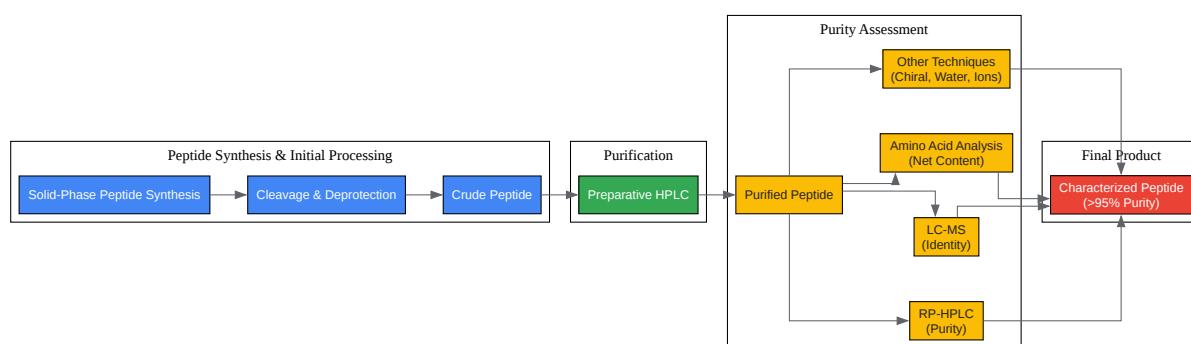 Peptide Synthesis & Initial Processing
Solid-Phase Peptide Synthesis
Cleavage & Deprotection
Crude Peptide
Purification
Preparative HPLC
Purity Assessment
Purified Peptide
Other Techniques
(Chiral, Water, Ions)
Amino Acid Analysis
(Net Content)
LC-MS
(Identity)
RP-HPLC
(Purity)
Final Product
Characterized Peptide
(>95% Purity)